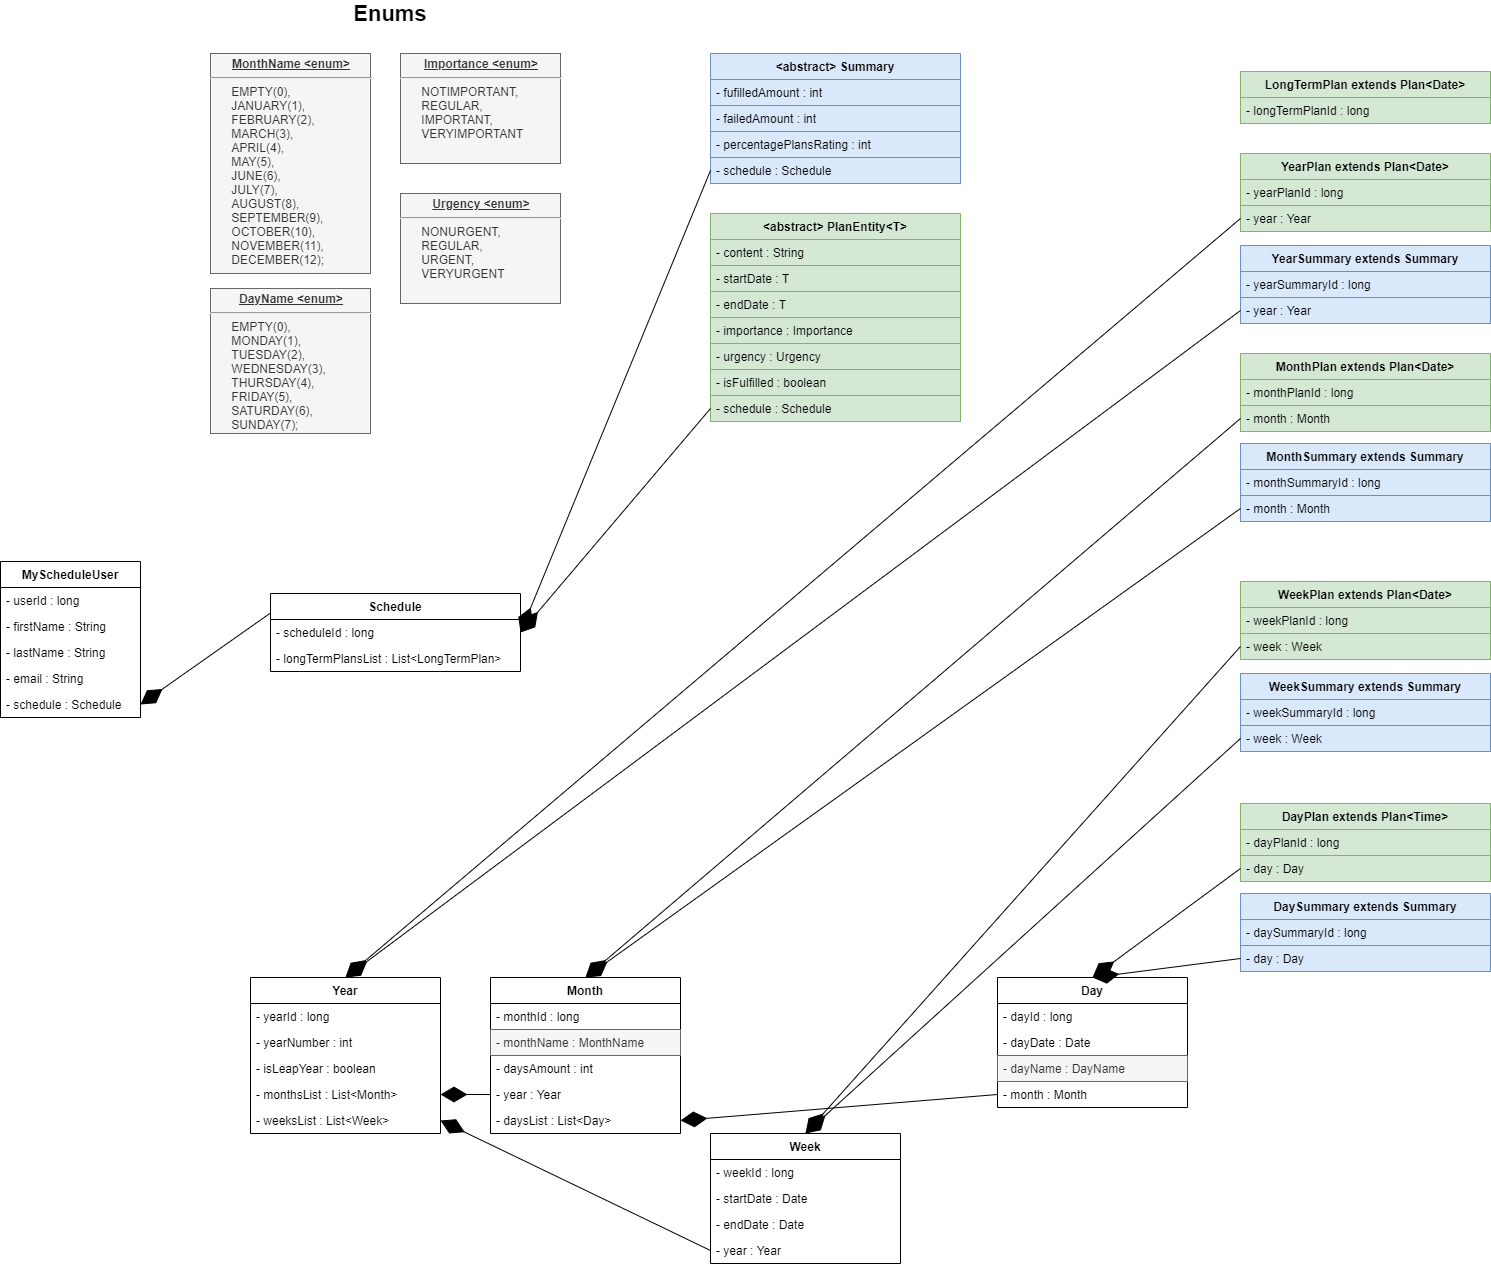 Enums
MonthName <enum>
EMPTY(0),
JANUARY(1),
FEBRUARY(2),
MARCH(3),
APRIL(4),
MAY(5),
JUNE(6),
JULY(7),
AUGUST(8),
SEPTEMBER(9),
OCTOBER(10),
NOVEMBER(11),
DECEMBER(12);
DayName <enum>
EMPTY(0),
MONDAY(1),
TUESDAY(2),
WEDNESDAY(3),
THURSDAY(4),
FRIDAY(5),
SATURDAY(6),
SUNDAY(7);
Importance <enum>
NOTIMPORTANT,
REGULAR,
IMPORTANT,
VERYIMPORTANT
Urgency <enum>
NONURGENT,
REGULAR,
URGENT,
VERYURGENT
<abstract> Summary
- fufilledAmount : int
- failedAmount : int
- percentagePlansRating : int
- schedule : Schedule
<abstract> PlanEntity<T>
- content : String
- startDate : T
- endDate : T
- importance : Importance
- urgency : Urgency
- isFulfilled : boolean
- schedule : Schedule
LongTermPlan extends Plan<Date>
- longTermPlanId : long
YearPlan extends Plan<Date>
- yearPlanId : long
- year : Year
YearSummary extends Summary
- yearSummaryId : long
- year : Year
MonthPlan extends Plan<Date>
- monthPlanId : long
- month : Month
MonthSummary extends Summary
- monthSummaryId : long
- month : Month
WeekPlan extends Plan<Date>
- weekPlanId : long
- week : Week
WeekSummary extends Summary
- weekSummaryId : long
- week : Week
DayPlan extends Plan<Time>
- dayPlanId : long
- day : Day
DaySummary extends Summary
- daySummaryId : long
- day : Day
MyScheduleUser
- userId : long
- firstName : String
- lastName : String
- email : String
- schedule : Schedule
Schedule
- scheduleId : long
- longTermPlansList : List<LongTermPlan>
Year
- yearId : long
- yearNumber : int
- isLeapYear : boolean
- monthsList : List<Month>
- weeksList : List<Week>
Month
- monthId : long
- monthName : MonthName
- daysAmount : int
- year : Year
- daysList : List<Day>
Week
- weekId : long
- startDate : Date
- endDate : Date
- year : Year
Day
- dayId : long
- dayDate : Date
- dayName : DayName
- month : Month